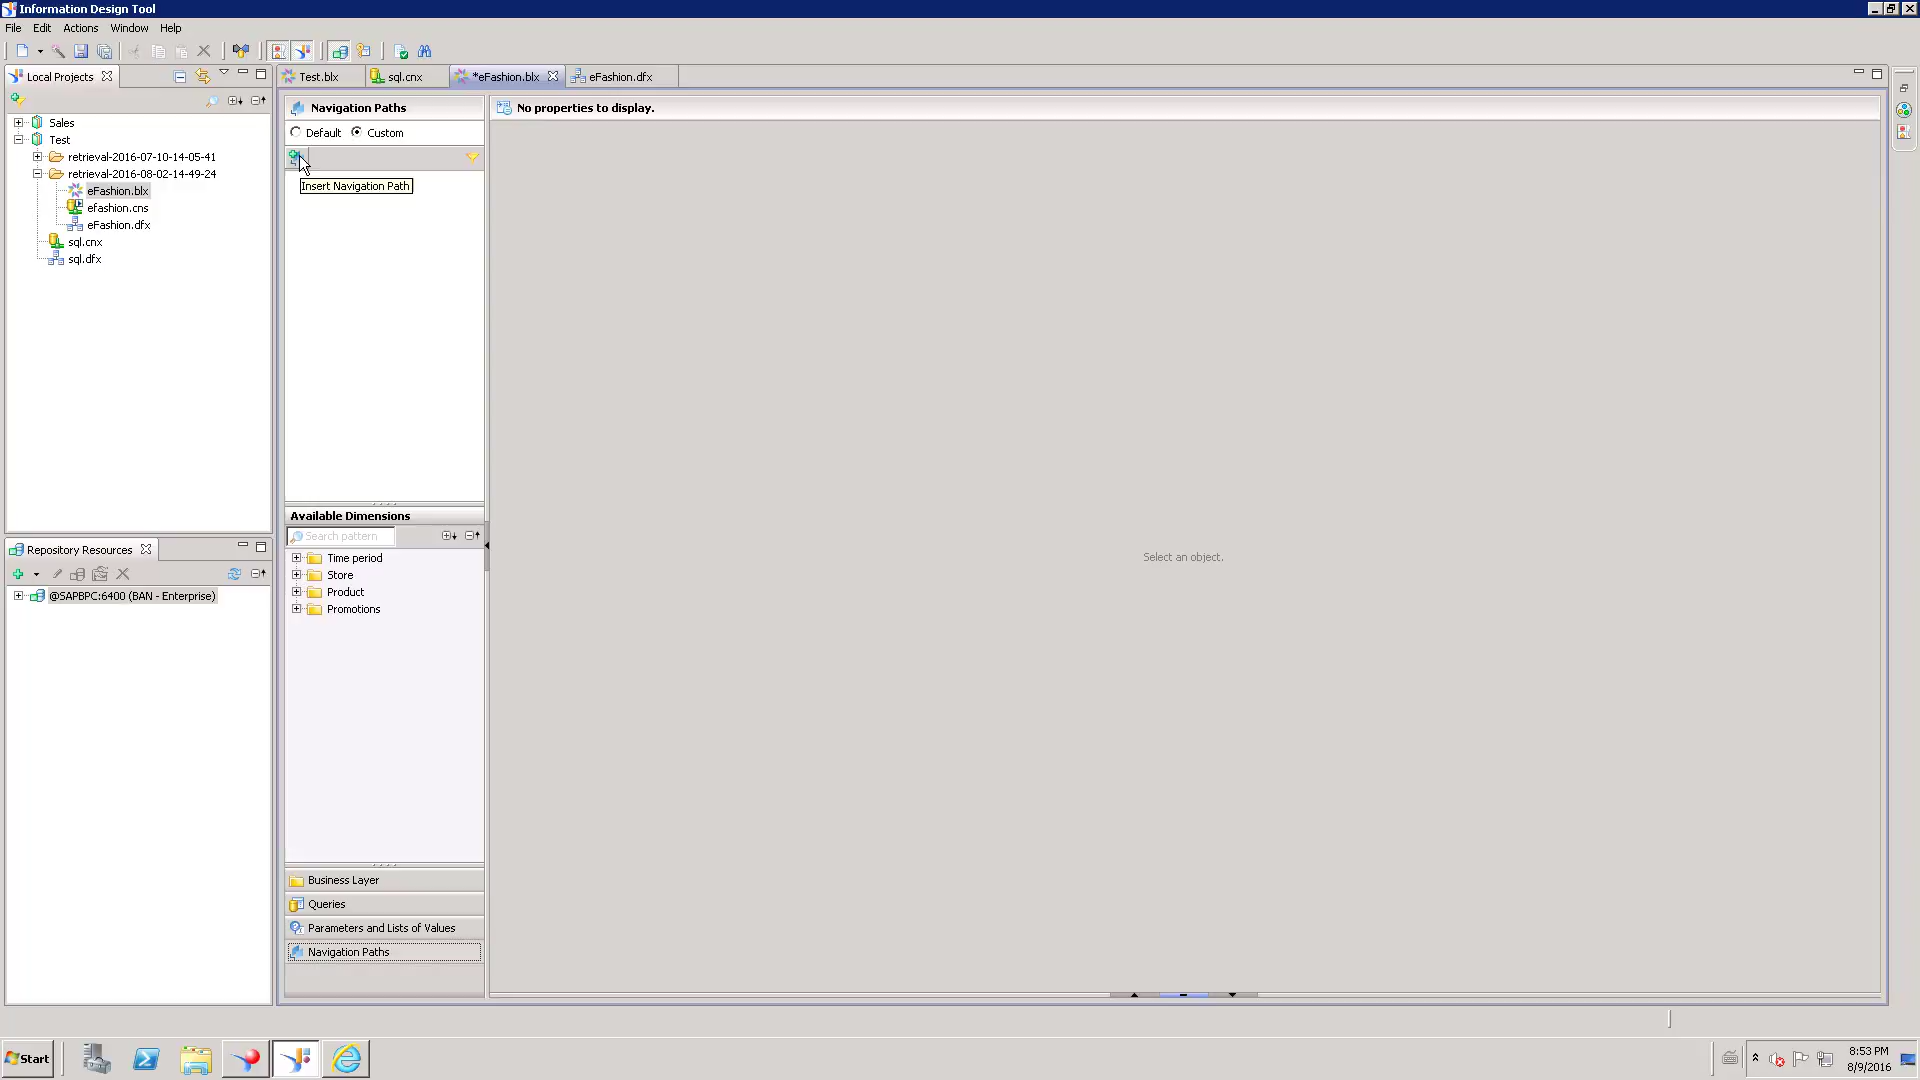 Information Design Tool
File Edit Actions Window Help
Local Projects
Test.blx
sql.cnx
*eFashion.blx
eFashion.dfx
Sales
Test
retrieval-2016-07-10-14-05-41
retrieval-2016-08-02-14-49-24
eFashion.blx
efashion.cns
eFashion.dfx
sql.cnx
sql.dfx
Repository Resources
@SAPBPC:6400 (BAN - Enterprise)
Navigation Paths
Default Custom
Insert Navigation Path
Available Dimensions
Search pattern
Time period
Store
Product
Promotions
Business Layer
Queries
Parameters and Lists of Values
Navigation Paths
No properties to display.
Select an object.
Start
8:53 PM
8/9/2016